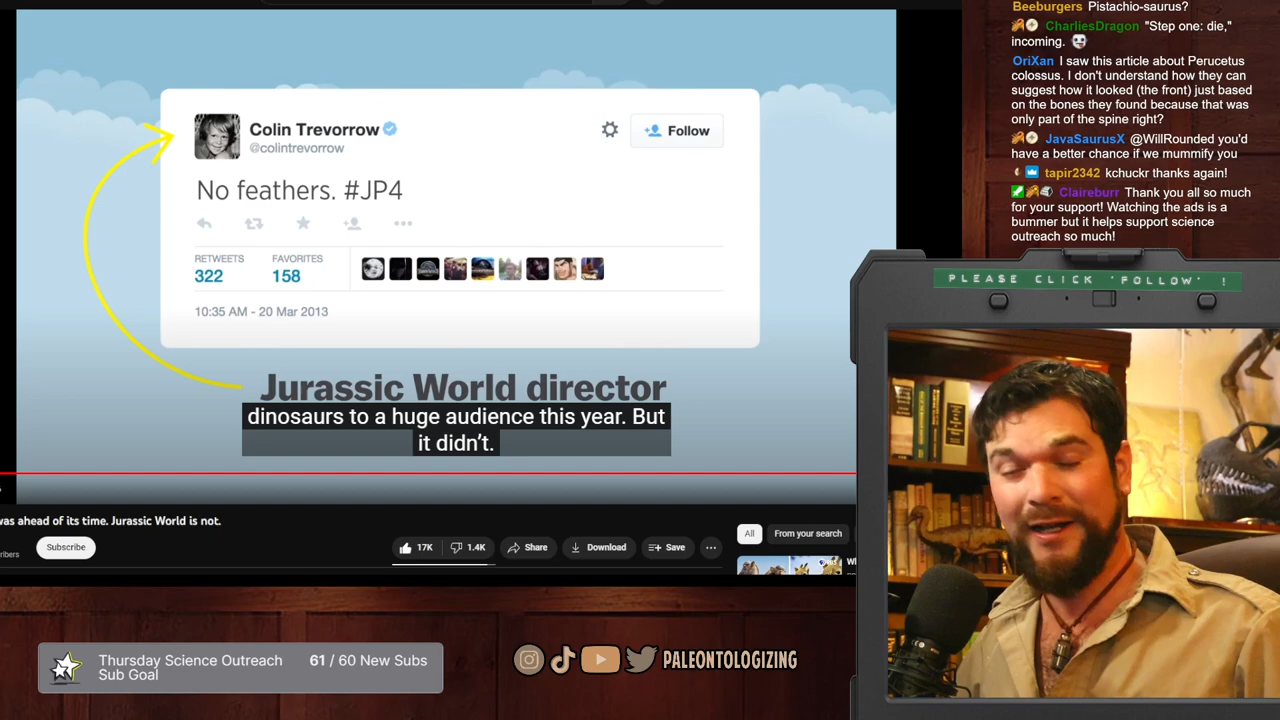 Colin Trevorrow
@colintrevorrow
Follow
No feathers. #JP4
RETWEETS
FAVORITES
322
158
10:35 AM - 20 Mar 2013
Jurassic World director
dinosaurs to a huge audience this year. But
it didn't.
was ahead of its time. Jurassic World is not.
ribers
Subscribe
17K
1.4K
Share
Download
Save
All
From your search
Thursday Science Outreach
Sub Goal
61 / 60 New Subs
PALEONTOLOGIZING
Beeburgers Pistachio-saurus?
CharliesDragon "Step one: die,"
incoming.
OriXan I saw this article about Perucetus
colossus. I don't understand how they can
suggest how it looked (the front) just based
on the bones they found because that was
only part of the spine right?
JavaSaurusX @WillRounded you'd
have a better chance if we mummify you
tapir2342 kchuckr thanks again!
Claireburr Thank you all so much
for your support! Watching the ads is a
bummer but it helps support science
outreach so much!
PLEASE CLICK 'FOLLOW' !